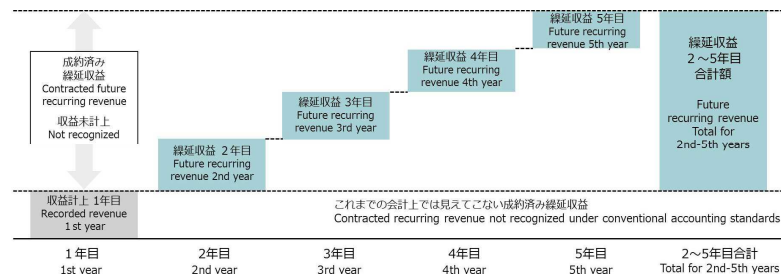 成約済み
繰延収益
Contracted future
recurring revenue
収益未計上
Not recognized
収益計上 1年目
Recorded revenue
1st year
繰延収益 2年目
Future recurring
revenue 2nd year
繰延収益 3年目
Future recurring
revenue 3rd year
繰延収益 4年目
Future recurring
revenue 4th year
繰延収益 5年目
Future recurring
revenue 5th year
繰延収益
2～5年目
合計額
Future
recurring revenue
Total for
2nd-5th years
これまでの会計上では見えてこない成約済み繰延収益
Contracted recurring revenue not recognized under conventional accounting standards
1年目
1st year
2年目
2nd year
3年目
3rd year
4年目
4th year
5年目
5th year
2～5年目合計
Total for 2nd-5th years